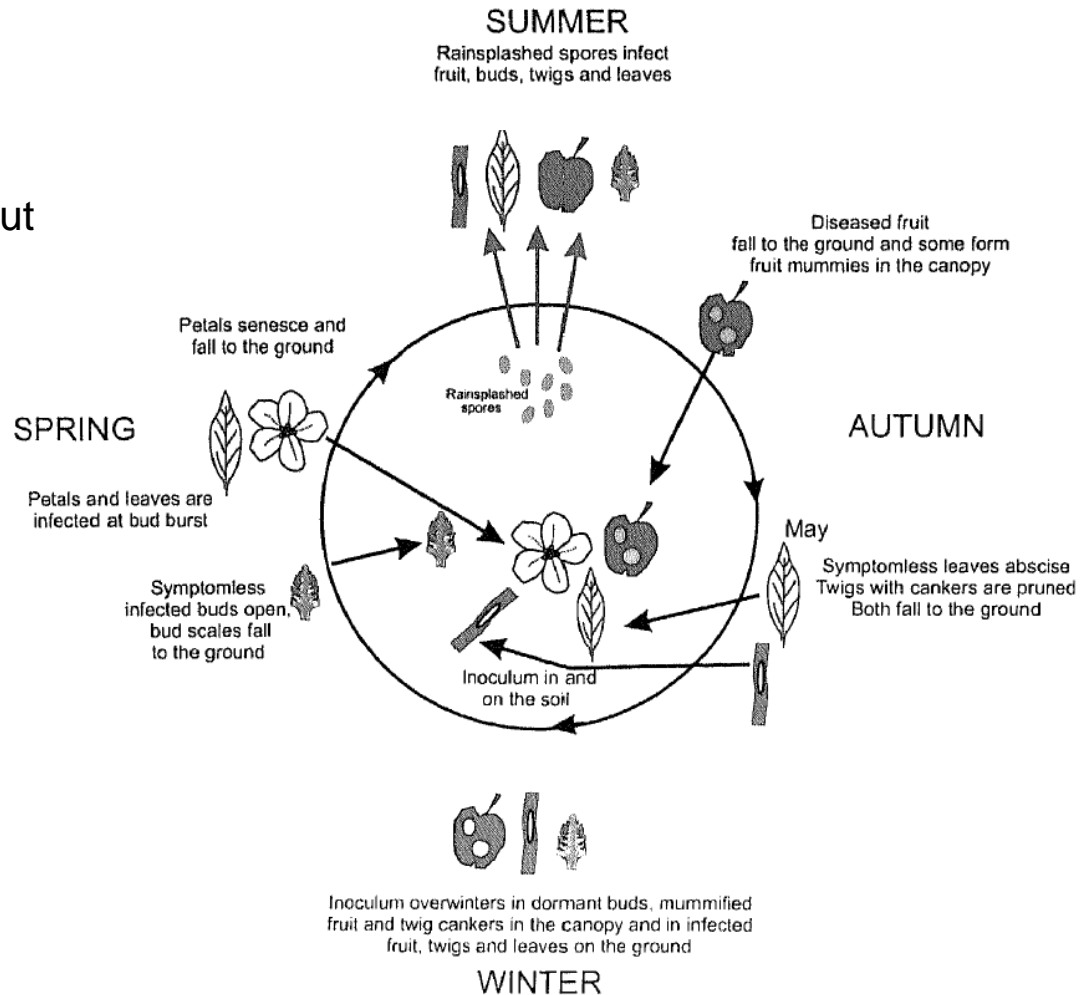 SUMMER
Rainsplashed spores infect
fruit, buds, twigs and leaves
ut
Diseased fruit
fall to the ground and some form
fruit mummies in the canopy
Petals senesce and
fall to the ground
Rainsplashed
spores
SPRING
AUTUMN
Petals and leaves are
infected at bud burst
May
Symptomless leaves abscise
Twigs with cankers are pruned
Both fall to the ground
Symptomless
infected buds open,
bud scales fall
to the ground
Inoculum in and
on the soil
Inoculum overwinters in dormant buds, mummified
fruit and twig cankers in the canopy and in infected
fruit, twigs and leaves on the ground
WINTER